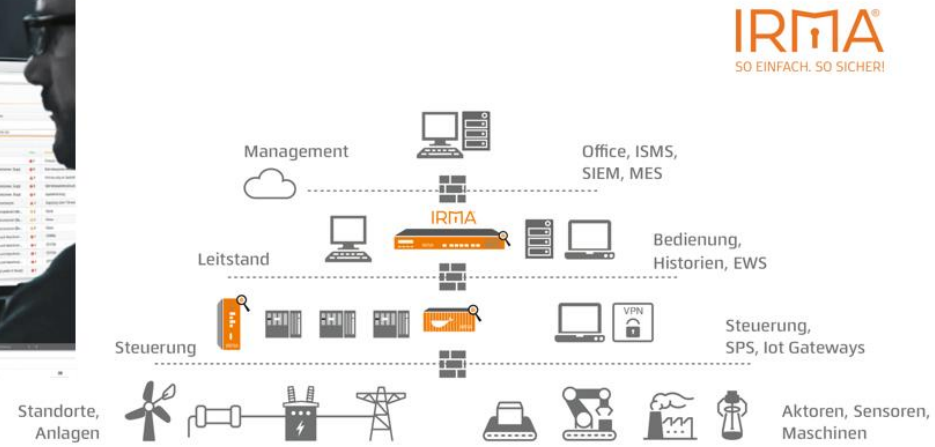 IRMA®
SO EINFACH. SO SICHER!
Management
Office, ISMS,
SIEM, MES
IRMA
Leitstand
Bedienung,
Historien, EWS
VPN
Steuerung
Steuerung,
SPS, Iot Gateways
Standorte,
Anlagen
Aktoren, Sensoren,
Maschinen